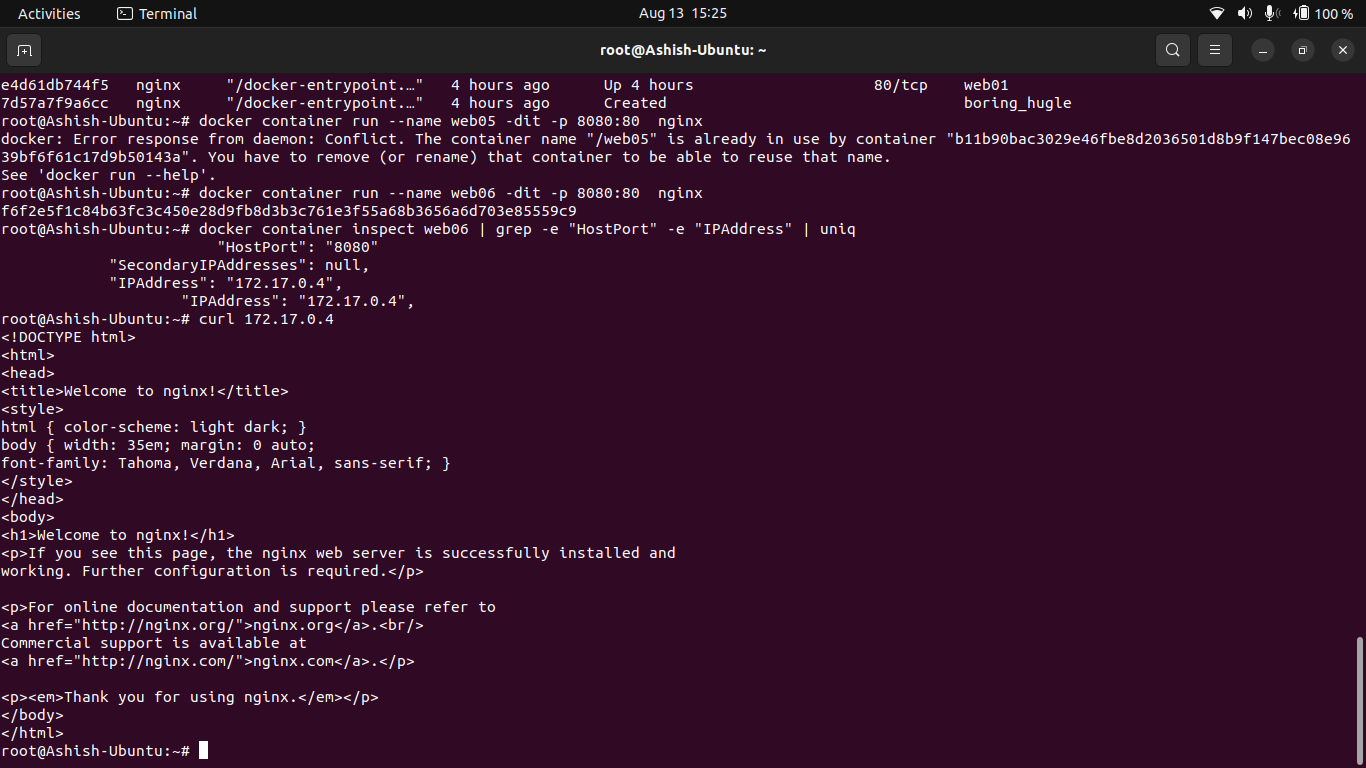 Activities Terminal Aug 13 15:25 100 %
root@Ashish-Ubuntu: ~
e4d61db744f5   nginx     "/docker-entrypoint.…"   4 hours ago      Up 4 hours                    80/tcp    web01
7d57a7f9a6cc   nginx     "/docker-entrypoint.…"   4 hours ago      Created                                 boring_hugle
root@Ashish-Ubuntu:~# docker container run --name web05 -dit -p 8080:80  nginx
docker: Error response from daemon: Conflict. The container name "/web05" is already in use by container "b11b90bac3029e46fbe8d2036501d8b9f147bec08e96
39bf6f61c17d9b50143a". You have to remove (or rename) that container to be able to reuse that name.
See 'docker run --help'.
root@Ashish-Ubuntu:~# docker container run --name web06 -dit -p 8080:80  nginx
f6f2e5f1c84b63fc3c450e28d9fb8d3b3c761e3f55a68b3656a6d703e85559c9
root@Ashish-Ubuntu:~# docker container inspect web06 | grep -e "HostPort" -e "IPAddress" | uniq
                        "HostPort": "8080"
            "SecondaryIPAddresses": null,
            "IPAddress": "172.17.0.4",
                    "IPAddress": "172.17.0.4",
root@Ashish-Ubuntu:~# curl 172.17.0.4
<!DOCTYPE html>
<html>
<head>
<title>Welcome to nginx!</title>
<style>
html { color-scheme: light dark; }
body { width: 35em; margin: 0 auto;
font-family: Tahoma, Verdana, Arial, sans-serif; }
</style>
</head>
<body>
<h1>Welcome to nginx!</h1>
<p>If you see this page, the nginx web server is successfully installed and
working. Further configuration is required.</p>

<p>For online documentation and support please refer to
<a href="http://nginx.org/">nginx.org</a>.<br/>
Commercial support is available at
<a href="http://nginx.com/">nginx.com</a>.</p>

<p><em>Thank you for using nginx.</em></p>
</body>
</html>
root@Ashish-Ubuntu:~#